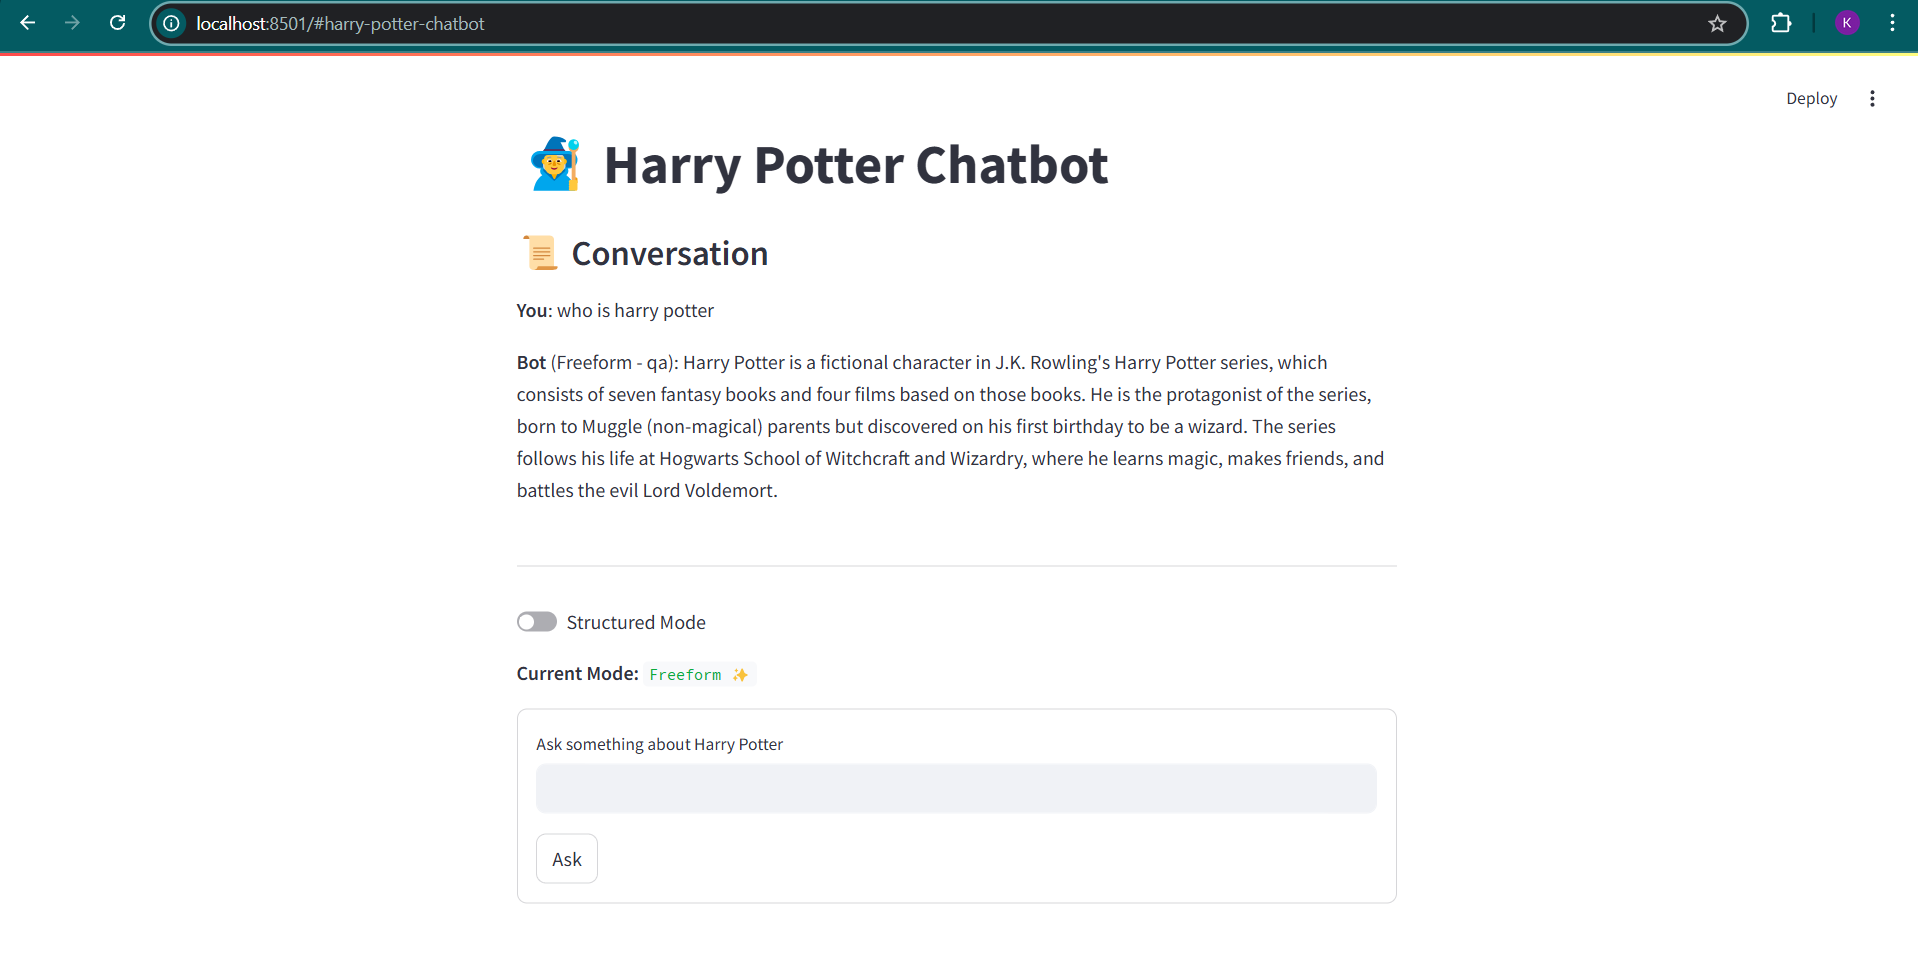 localhost:8501/#harry-potter-chatbot
K
Deploy
Harry Potter Chatbot
Conversation
You: who is harry potter
Bot (Freeform - qa): Harry Potter is a fictional character in J.K. Rowling's Harry Potter series, which
consists of seven fantasy books and four films based on those books. He is the protagonist of the series,
born to Muggle (non-magical) parents but discovered on his first birthday to be a wizard. The series
follows his life at Hogwarts School of Witchcraft and Wizardry, where he learns magic, makes friends, and
battles the evil Lord Voldemort.
Structured Mode
Current Mode: Freeform ✨
Ask something about Harry Potter
Ask